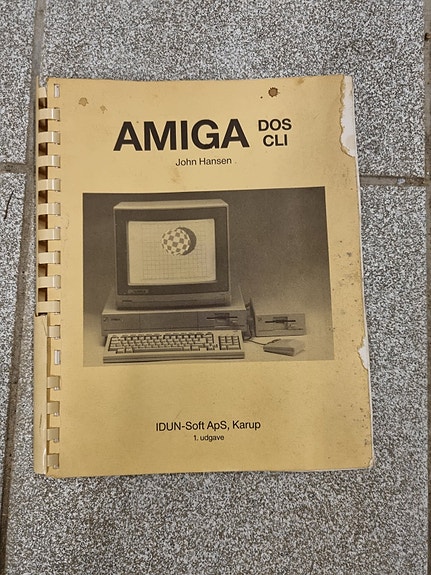 AMIGA DOS CLI
John Hansen
IDUN-Soft ApS, Karup
1. udgave